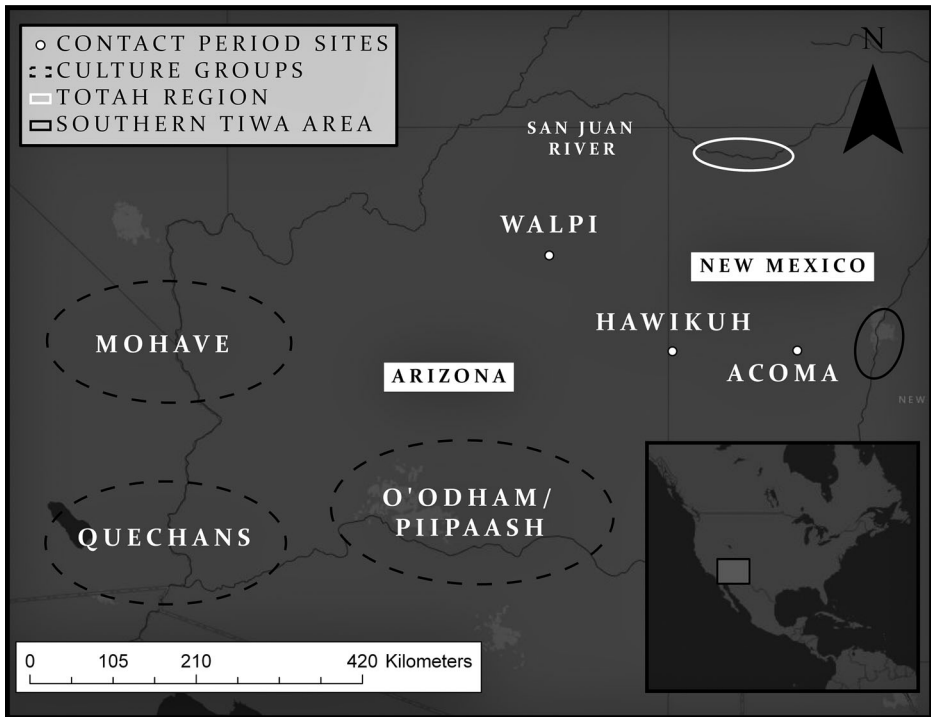 CONTACT PERIOD SITES
CULTURE GROUPS
TOTAH REGION
SOUTHERN TIWA AREA
N
SAN JUAN
RIVER
WALPI
NEW MEXICO
HAWIKUH
MOHAVE
ACOMA
ARIZONA
NEW
O'ODHAM/
PIIPAASH
QUECHANS
0 105 210 420 Kilometers